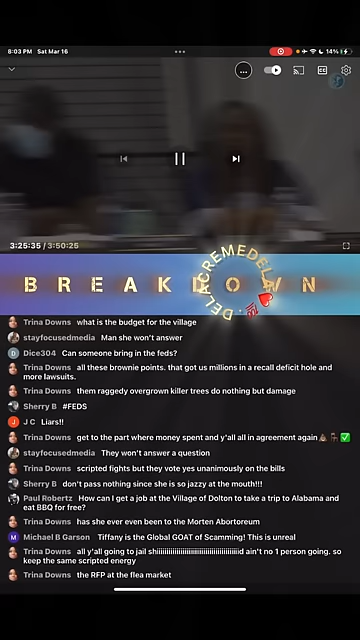 8:03 PM Sat Mar 16
14%
CC
3:25:35 / 3:50:25
BREAKDOWN
DELACREMEDELA
DELA
Trina Downs what is the budget for the village
stayfocusedmedia Man she won't answer
D Dice304 Can someone bring in the feds?
Trina Downs all these brownie points. that got us millions in a recall deficit hole and
more lawsuits.
Trina Downs them raggedy overgrown killer trees do nothing but damage
Sherry B #FEDS
J J C Liars!!
Trina Downs get to the part where money spent and y'all all in agreement again
stayfocusedmedia They won't answer a question
Trina Downs scripted fights but they vote yes unanimously on the bills
Sherry B don't pass nothing since she is so jazzy at the mouth!!!
Paul Robertz How can I get a job at the Village of Dolton to take a trip to Alabama and
eat BBQ for free?
Trina Downs has she ever even been to the Morten Abortoreum
M Michael B Garson Tiffany is the Global GOAT of Scamming! This is unreal
Trina Downs all y'all going to jail shiiiiiiiiiiiiiiiiiiiiiiiiiiiiiiiiiiiiid ain't no 1 person going. so
keep the same scripted energy
Trina Downs the RFP at the flea market